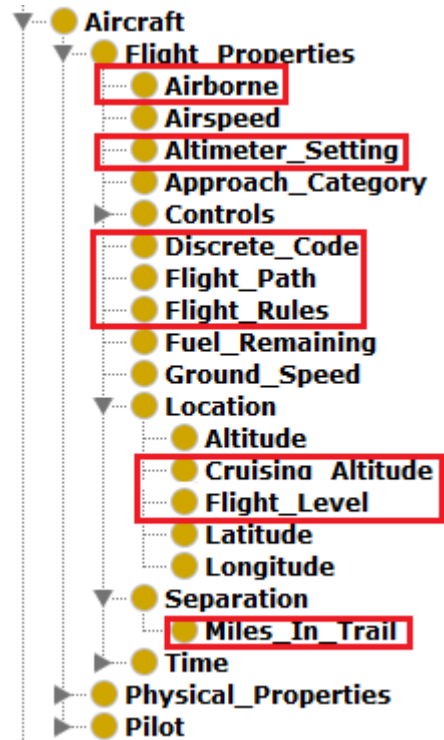 Aircraft
Flight_Properties
Airborne
Airspeed
Altimeter_Setting
Approach_Category
Controls
Discrete_Code
Flight_Path
Flight_Rules
Fuel_Remaining
Ground_Speed
Location
Altitude
Cruising_Altitude
Flight_Level
Latitude
Longitude
Separation
Miles_In_Trail
Time
Physical_Properties
Pilot